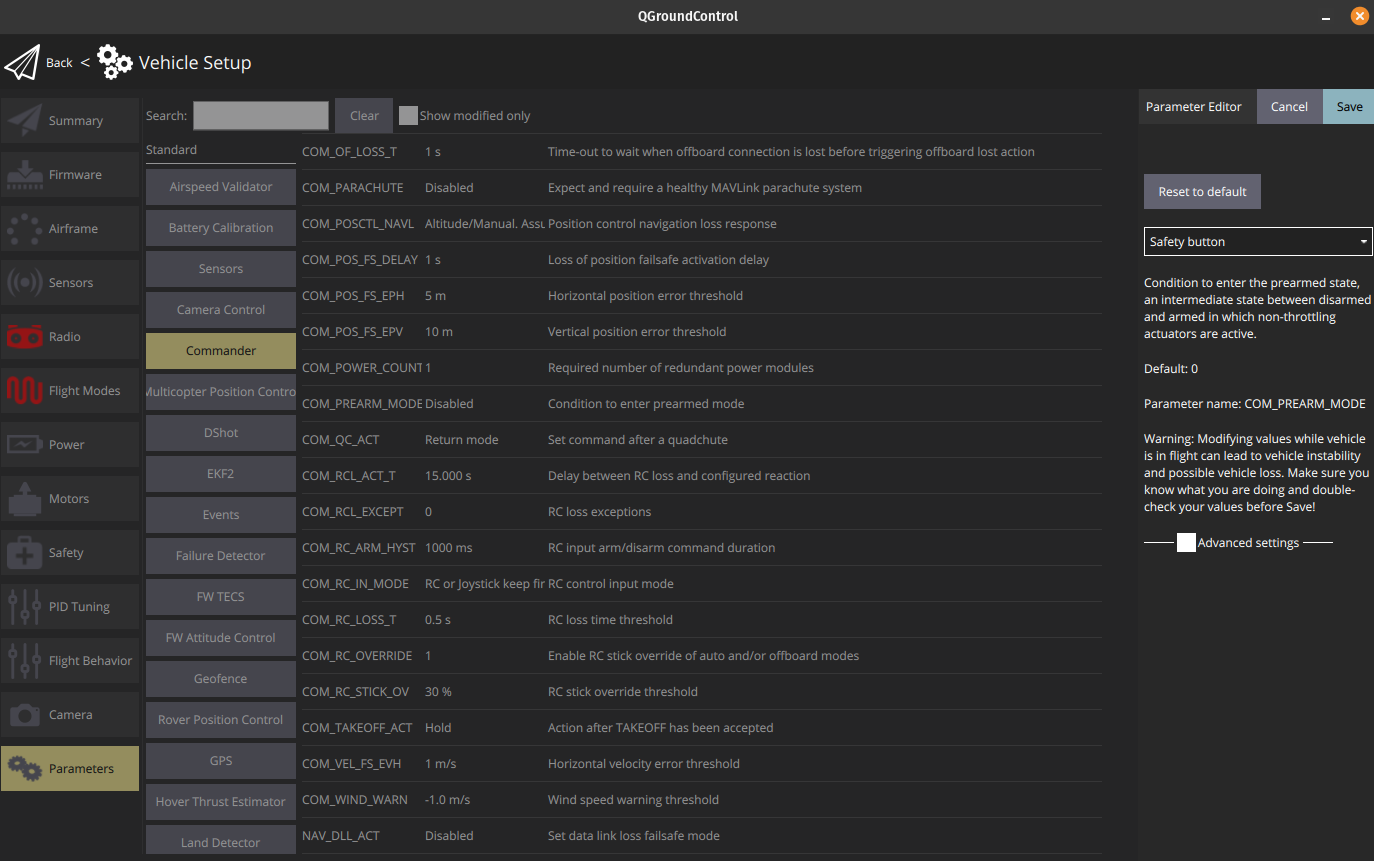 QGroundControl
Back < Vehicle Setup
Summary
Firmware
Airframe
Sensors
Radio
Flight Modes
Power
Motors
Safety
PID Tuning
Flight Behavior
Camera
Parameters
Search: Clear Show modified only
Standard
Airspeed Validator
Battery Calibration
Sensors
Camera Control
Commander
Multicopter Position Contro
DShot
EKF2
Events
Failure Detector
FW TECS
FW Attitude Control
Geofence
Rover Position Control
GPS
Hover Thrust Estimator
Land Detector
COM_OF_LOSS_T 1 s Time-out to wait when offboard connection is lost before triggering offboard lost action
COM_PARACHUTE Disabled Expect and require a healthy MAVLink parachute system
COM_POSCTL_NAVL Altitude/Manual. Assu Position control navigation loss response
COM_POS_FS_DELAY 1 s Loss of position failsafe activation delay
COM_POS_FS_EPH 5 m Horizontal position error threshold
COM_POS_FS_EPV 10 m Vertical position error threshold
COM_POWER_COUNT 1 Required number of redundant power modules
COM_PREARM_MODE Disabled Condition to enter prearmed mode
COM_QC_ACT Return mode Set command after a quadchute
COM_RCL_ACT_T 15.000 s Delay between RC loss and configured reaction
COM_RCL_EXCEPT 0 RC loss exceptions
COM_RC_ARM_HYST 1000 ms RC input arm/disarm command duration
COM_RC_IN_MODE RC or Joystick keep fir RC control input mode
COM_RC_LOSS_T 0.5 s RC loss time threshold
COM_RC_OVERRIDE 1 Enable RC stick override of auto and/or offboard modes
COM_RC_STICK_OV 30 % RC stick override threshold
COM_TAKEOFF_ACT Hold Action after TAKEOFF has been accepted
COM_VEL_FS_EVH 1 m/s Horizontal velocity error threshold
COM_WIND_WARN -1.0 m/s Wind speed warning threshold
NAV_DLL_ACT Disabled Set data link loss failsafe mode
Parameter Editor Cancel Save
Reset to default
Safety button
Condition to enter the prearmed state,
an intermediate state between disarmed
and armed in which non-throttling
actuators are active.
Default: 0
Parameter name: COM_PREARM_MODE
Warning: Modifying values while vehicle
is in flight can lead to vehicle instability
and possible vehicle loss. Make sure you
know what you are doing and double-
check your values before Save!
Advanced settings